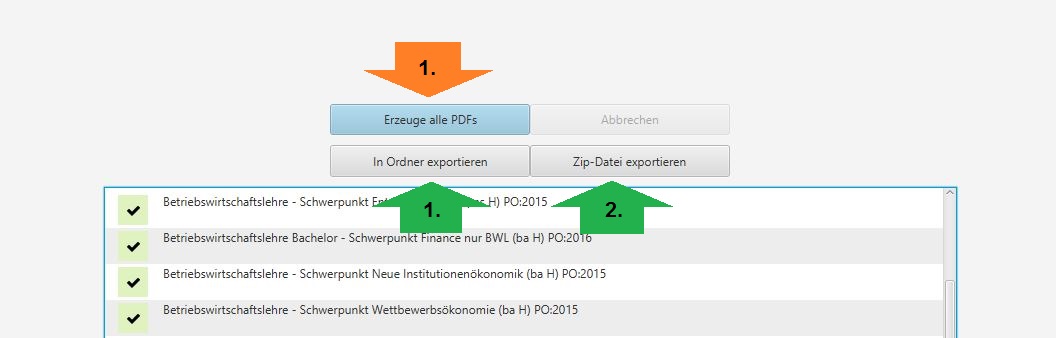 1.
Erzeuge alle PDFs
Abbrechen
In Ordner exportieren
Zip-Datei exportieren
Betriebswirtschaftslehre - Schwerpunkt H) PO:2015
1.
2.
Betriebswirtschaftslehre Bachelor - Schwerpunkt Finance nur BWL (ba H) PO:2016
Betriebswirtschaftslehre - Schwerpunkt Neue Institutionenökonomik (ba H) PO:2015
Betriebswirtschaftslehre - Schwerpunkt Wettbewerbsökonomie (ba H) PO:2015